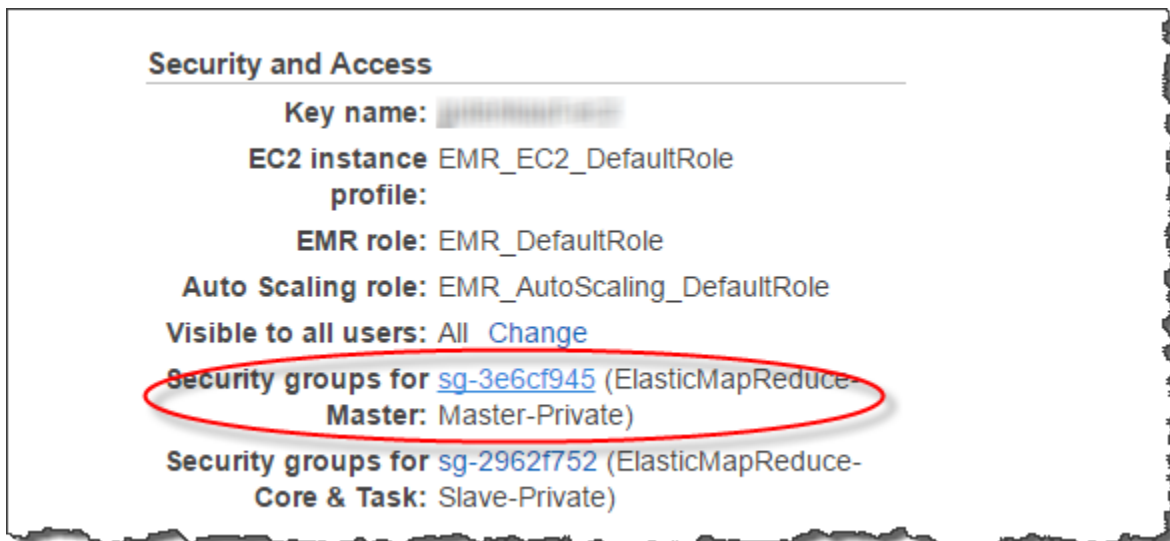 Security and Access
Key name:
EC2 instance EMR_EC2_DefaultRole
profile:
EMR role: EMR_DefaultRole
Auto Scaling role: EMR_AutoScaling_DefaultRole
Visible to all users: All Change
Security groups for sg-3e6cf945 (ElasticMapReduce-
Master: Master-Private)
Security groups for sg-2962f752 (ElasticMapReduce-
Core & Task: Slave-Private)